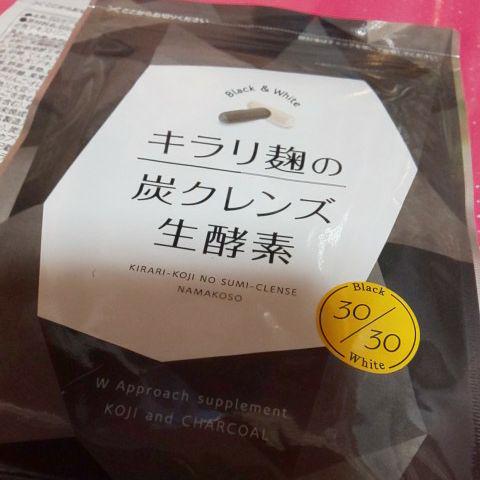 Black & White
キラリ麹の
炭クレンズ
生酵素
KIRARI-KOJI NO SUMI-CLENSE
NAMAKOSO
Black
30/30
White
W Approach supplement
KOJI and CHARCOAL